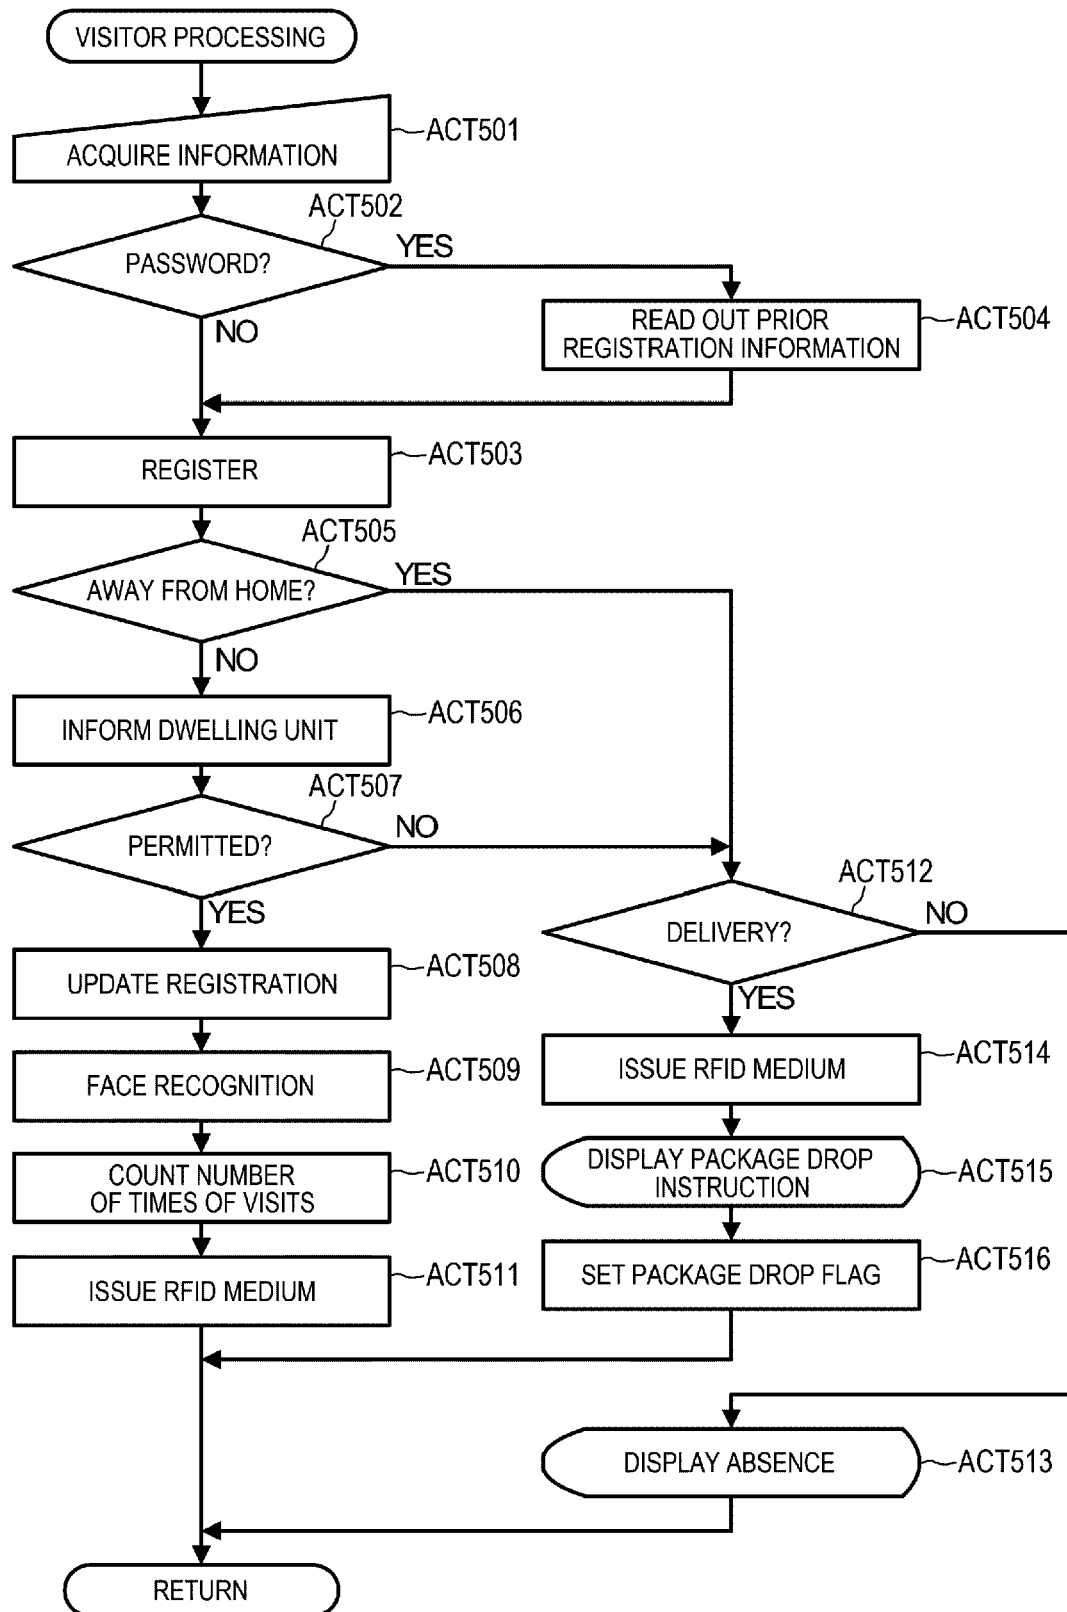 VISITOR PROCESSING
ACQUIRE INFORMATION
ACT501
ACT502
PASSWORD?
YES
NO
READ OUT PRIOR
REGISTRATION INFORMATION
ACT504
REGISTER
ACT503
ACT505
AWAY FROM HOME?
YES
NO
INFORM DWELLING UNIT
ACT506
ACT507
PERMITTED?
NO
YES
ACT512
DELIVERY?
NO
YES
UPDATE REGISTRATION
ACT508
FACE RECOGNITION
ACT509
COUNT NUMBER
OF TIMES OF VISITS
ACT510
ISSUE RFID MEDIUM
ACT511
ISSUE RFID MEDIUM
ACT514
DISPLAY PACKAGE DROP
INSTRUCTION
ACT515
SET PACKAGE DROP FLAG
ACT516
DISPLAY ABSENCE
ACT513
RETURN